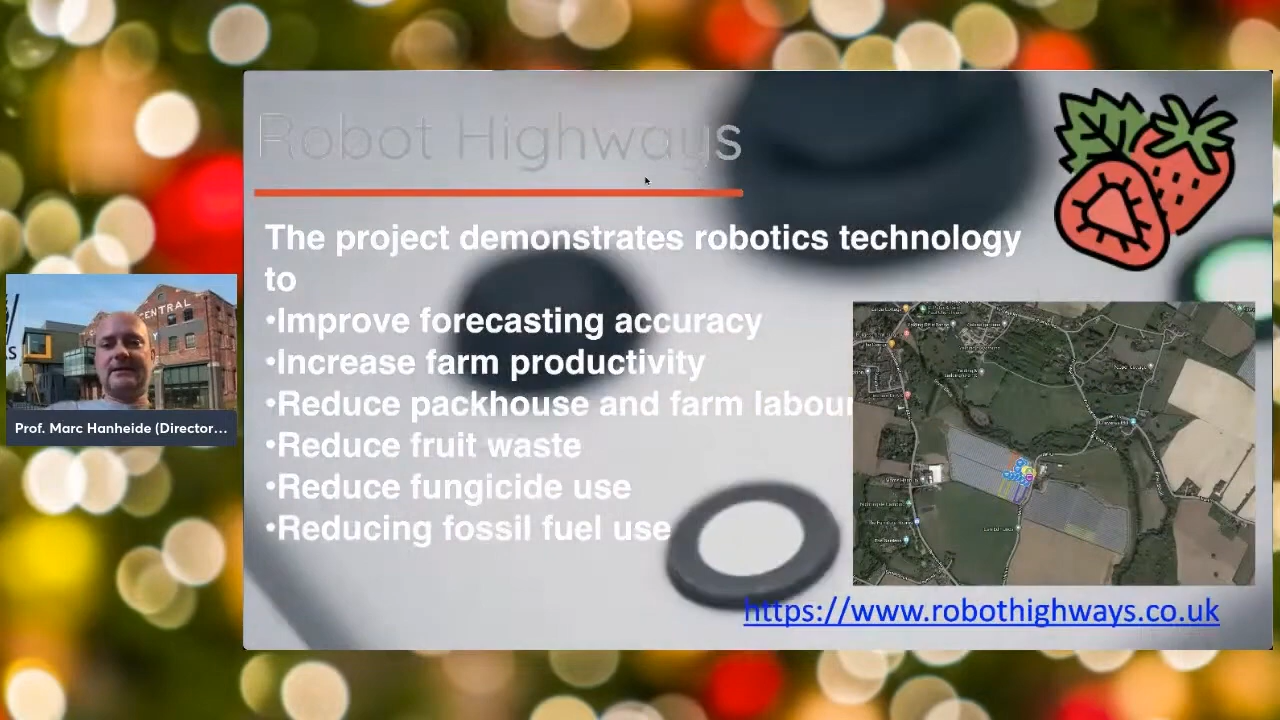 Robot Highways
The project demonstrates robotics technology
to
•Improve forecasting accuracy
•Increase farm productivity
•Reduce packhouse and farm labour
•Reduce fruit waste
•Reduce fungicide use
•Reducing fossil fuel use
https://www.robothighways.co.uk
CENTRAL
Prof. Marc Hanheide (Director…